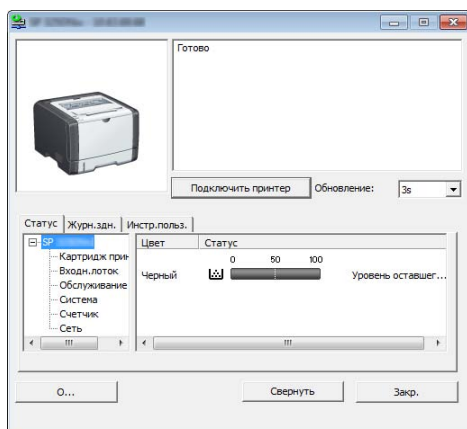 Готово
Подключить принтер Обновление: 3s
Статус Журн.здн. Инстр.польз.
SP
Картридж прин
Входн.лоток
Обслуживание
Система
Счетчик
Сеть
Цвет Статус
0 50 100
Черный Уровень оставшег...
О... Свернуть Закр.